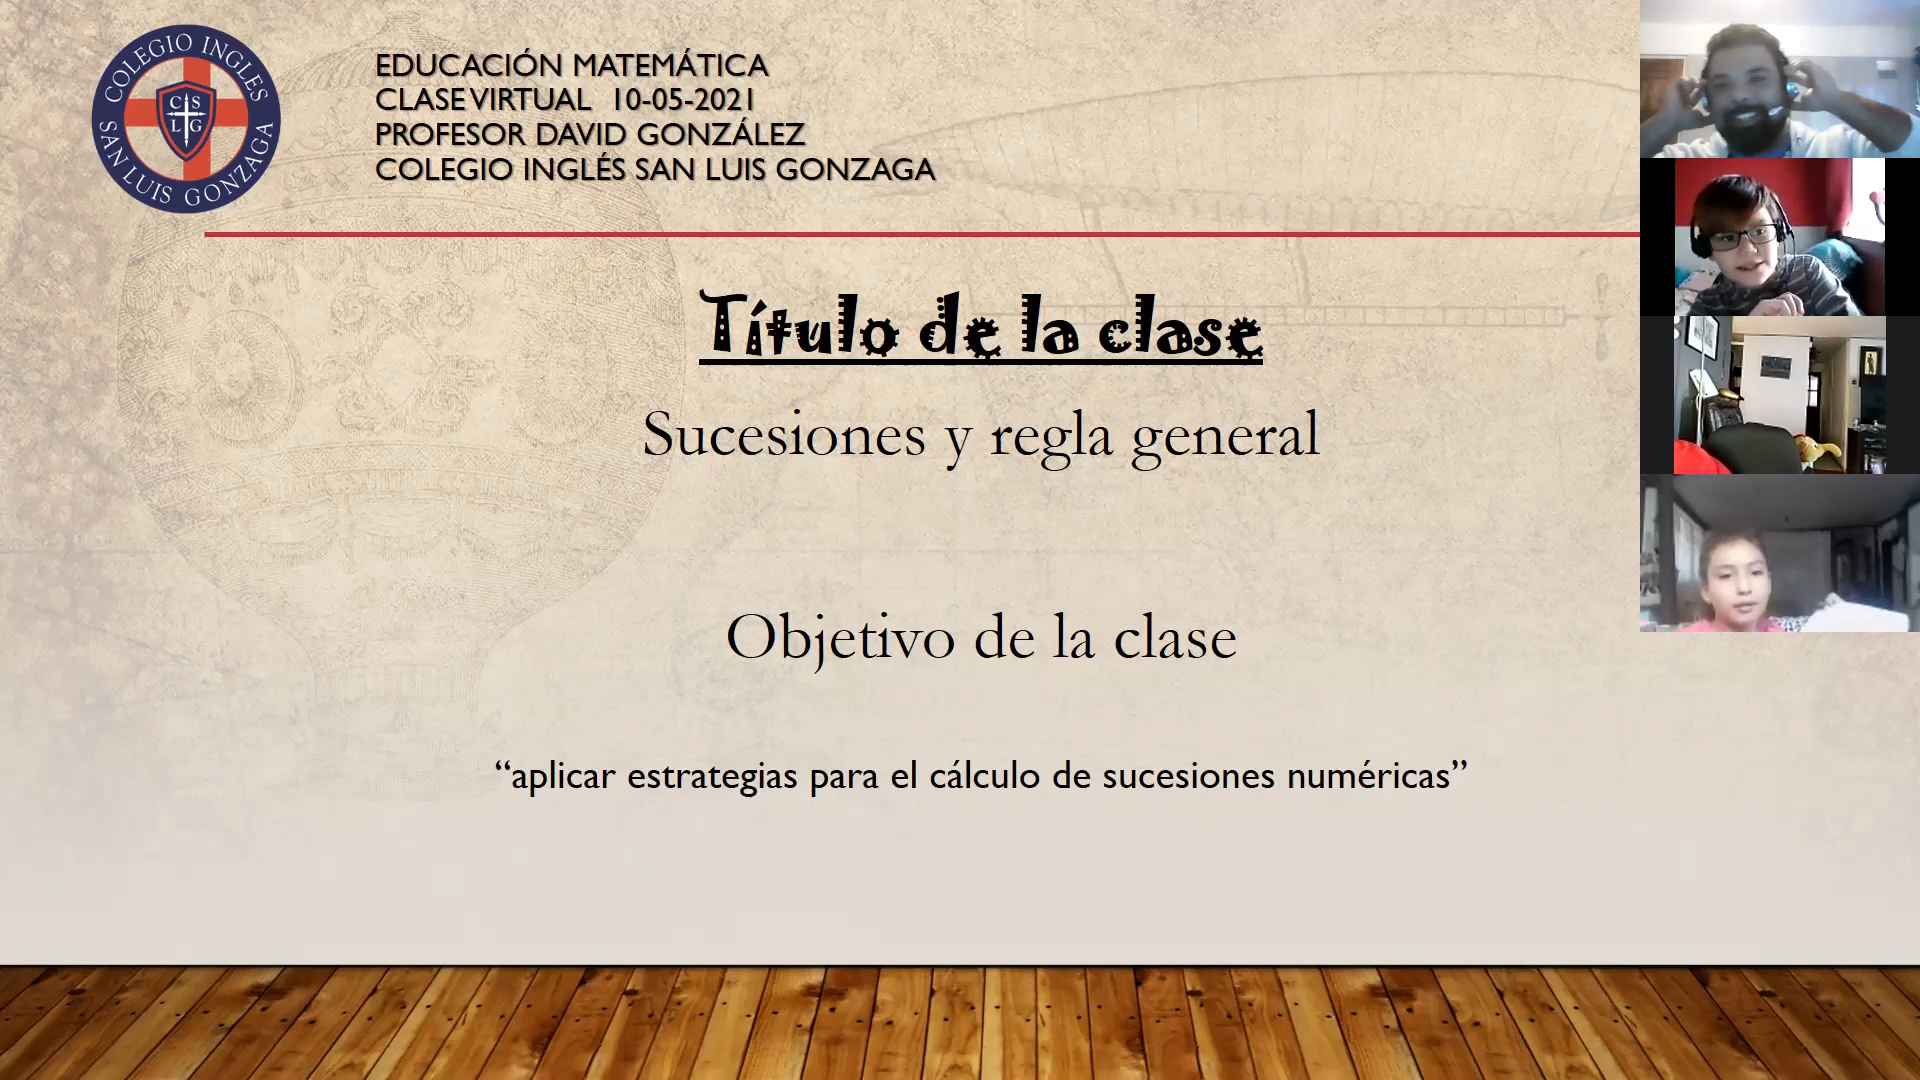 COLEGIO INGLES
SAN LUIS GONZAGA
C S
L G
EDUCACIÓN MATEMÁTICA
CLASE VIRTUAL 10-05-2021
PROFESOR DAVID GONZÁLEZ
COLEGIO INGLÉS SAN LUIS GONZAGA
Título de la clase
Sucesiones y regla general
Objetivo de la clase
“aplicar estrategias para el cálculo de sucesiones numéricas”